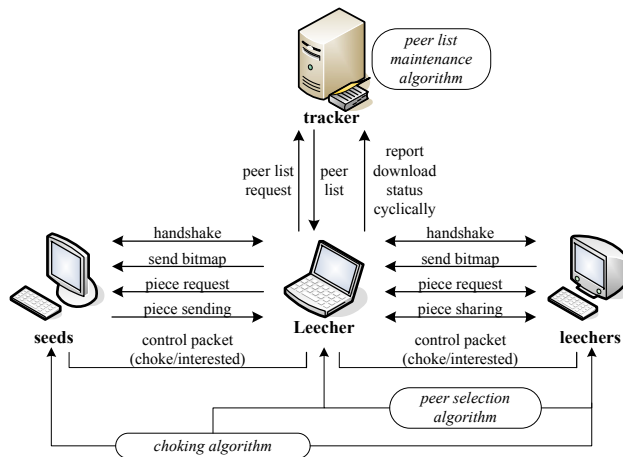 peer list
maintenance
algorithm
tracker
peer list
request
peer
list
report
download
status
cyclically
handshake
send bitmap
piece request
piece sending
handshake
send bitmap
piece request
piece sharing
seeds
Leecher
leechers
control packet
(choke/interested)
control packet
(choke/interested)
peer selection
algorithm
choking algorithm